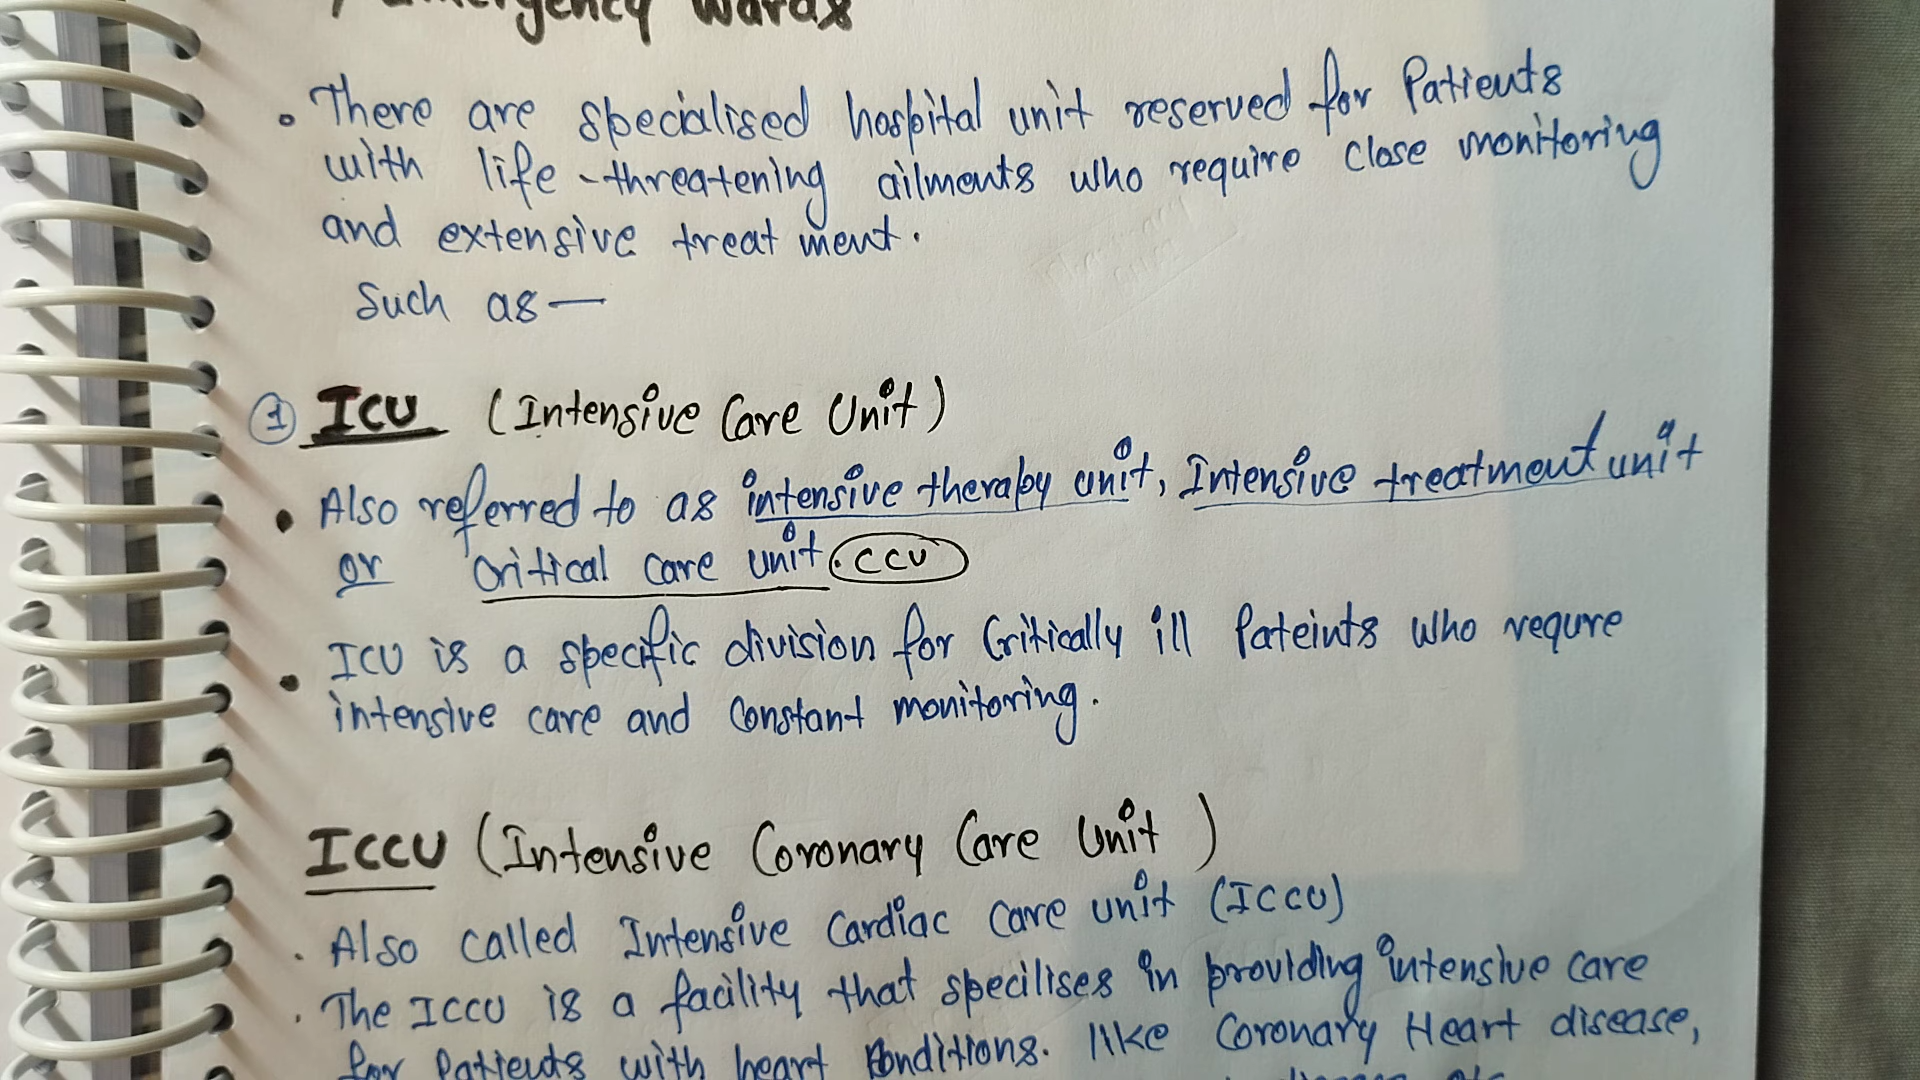 Emergency Wards
• There are specialised hospital unit reserved for Patients
with life-threatening ailments who require close monitoring
and extensive treatment.
Such as —
① ICU (Intensive Care Unit)
• Also referred to as intensive therapy unit, Intensive treatment unit
or Critical care unit. CCU
• ICU is a specific division for Critically ill Pateints who requre
intensive care and Constant monitoring.
ICCU (Intensive Coronary Care Unit)
• Also called Intensive Cardiac Care unit (ICCU)
• The ICCU is a facility that specilises in providing intensive care
for Patients with heart Conditions. like Coronary Heart disease,